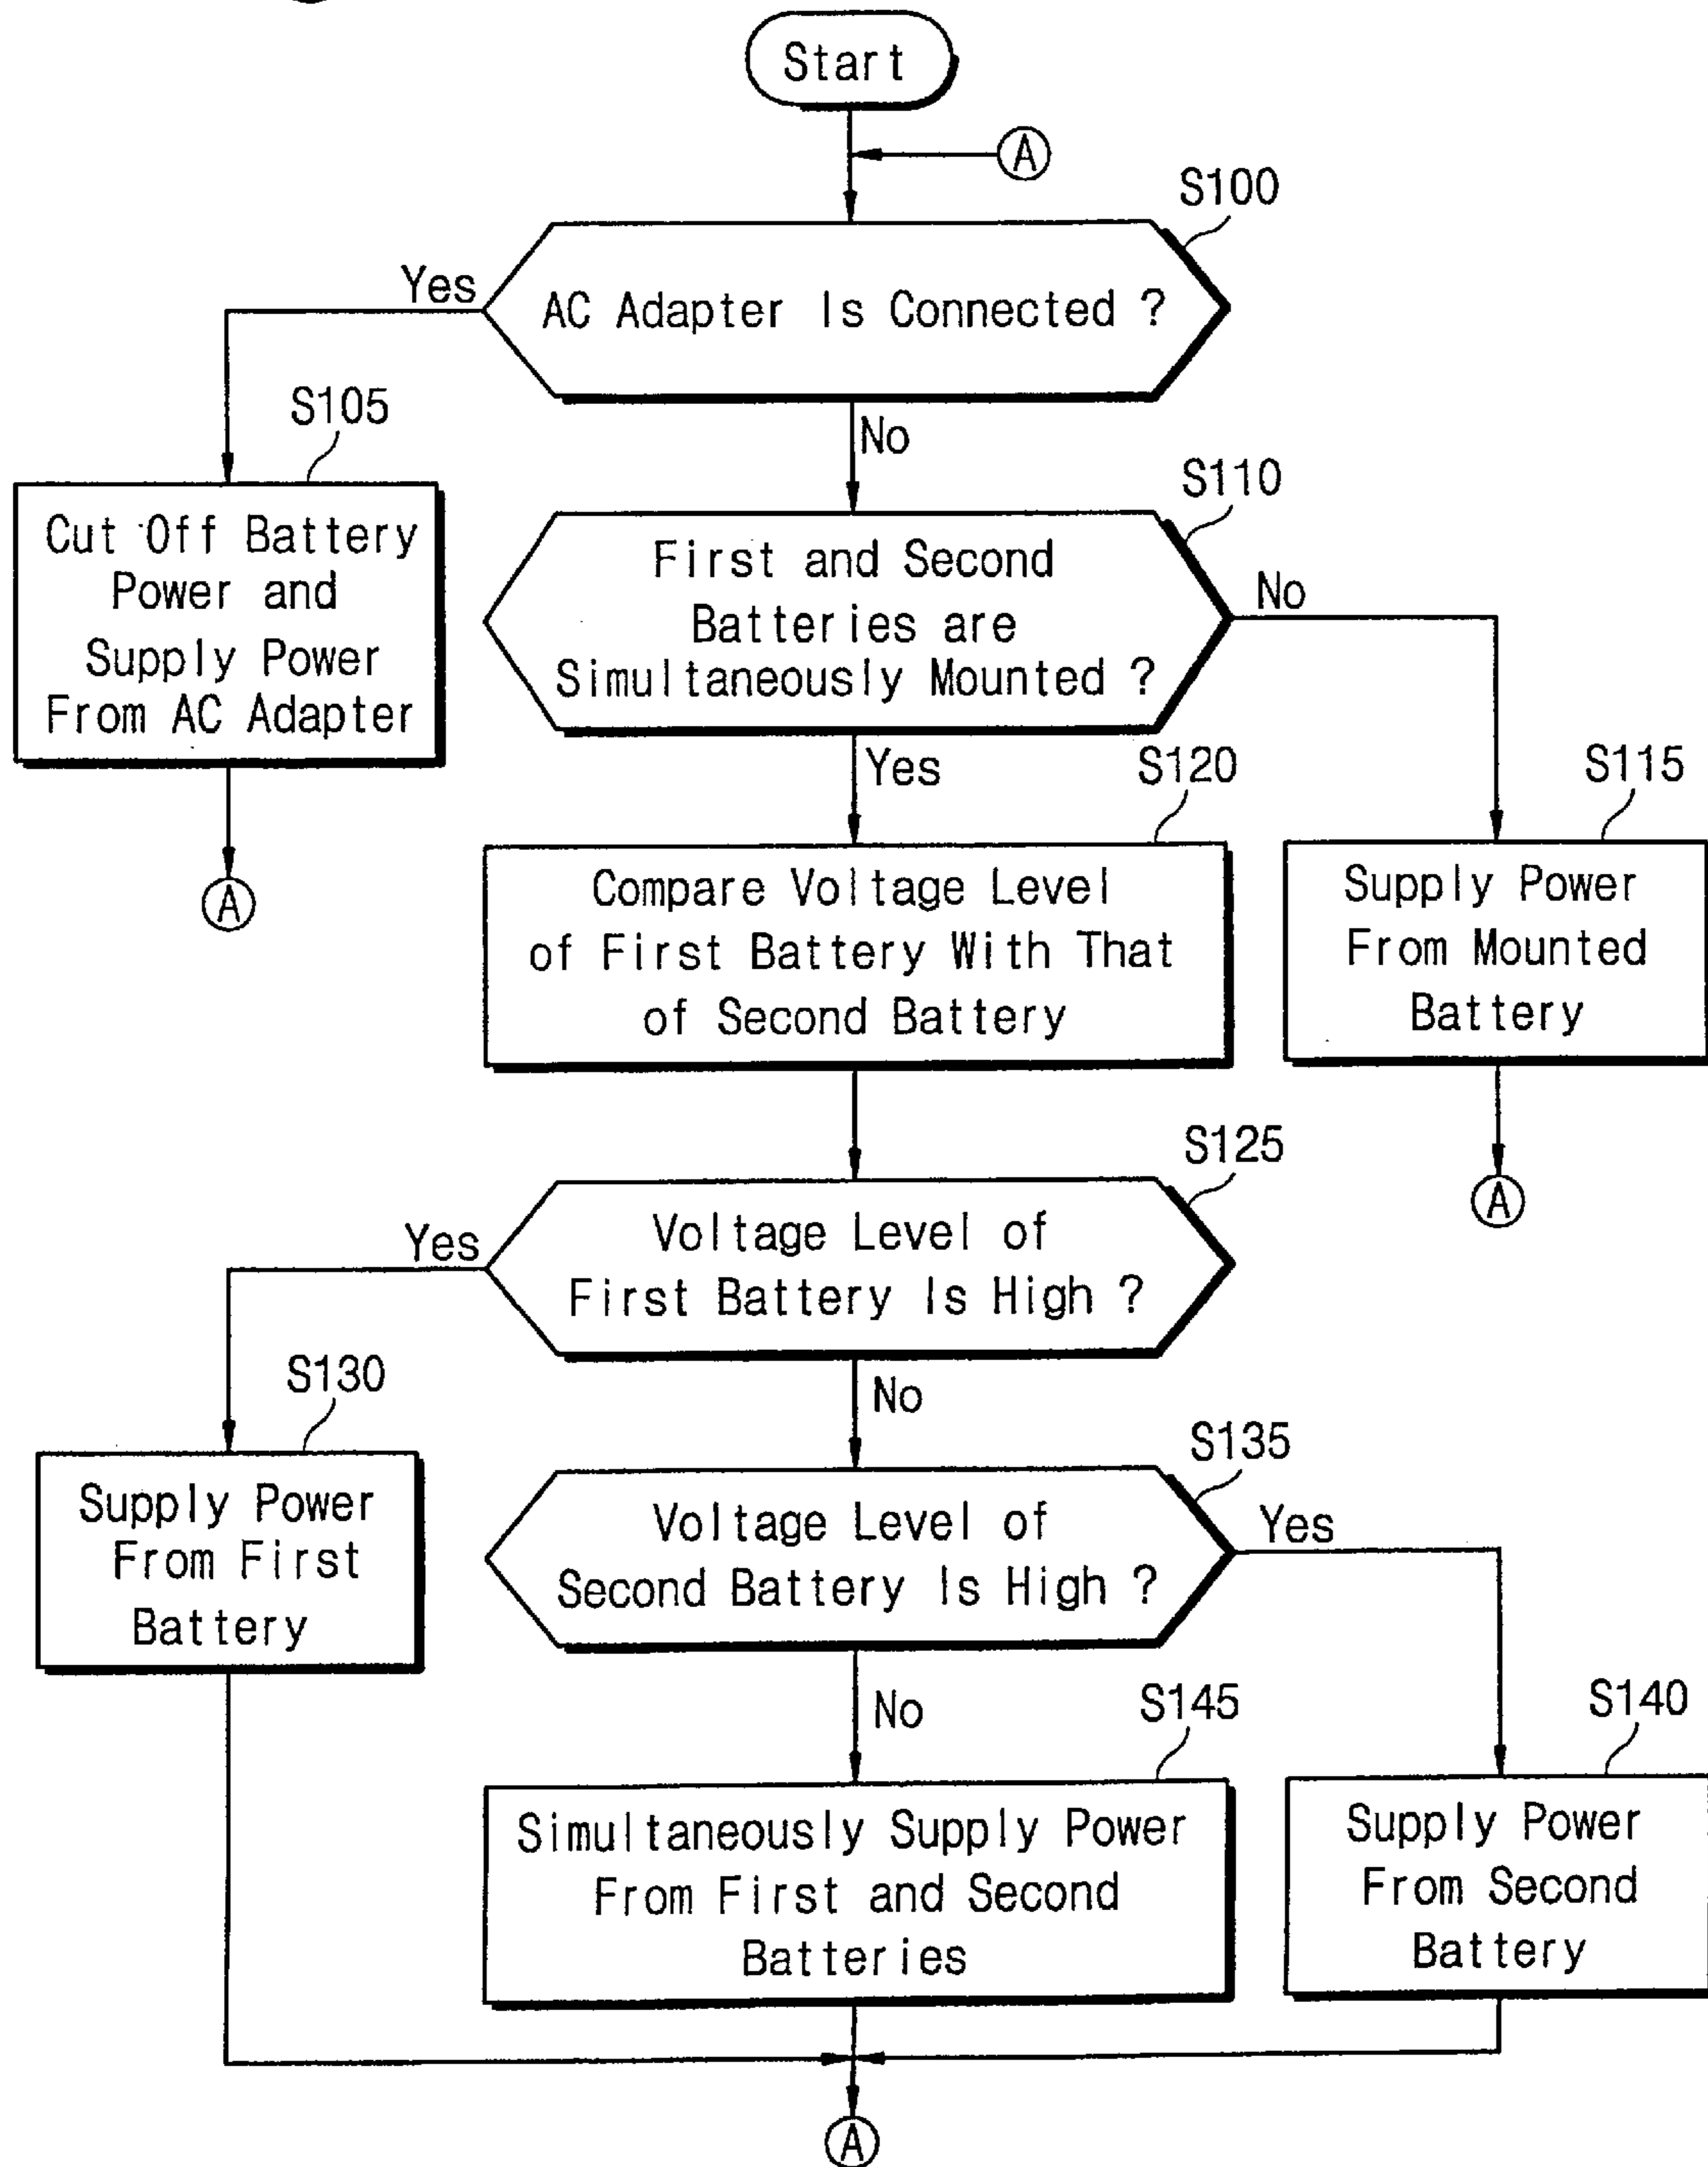 Start
A
S100
Yes
AC Adapter Is Connected ?
S105
No
Cut Off Battery
Power and
Supply Power
From AC Adapter
A
S110
First and Second
Batteries are
Simultaneously Mounted ?
No
Yes
S120
S115
Compare Voltage Level
of First Battery With That
of Second Battery
Supply Power
From Mounted
Battery
A
S125
Yes
Voltage Level of
First Battery Is High ?
S130
No
Supply Power
From First
Battery
S135
Voltage Level of
Second Battery Is High ?
Yes
No
S145
S140
Simultaneously Supply Power
From First and Second
Batteries
Supply Power
From Second
Battery
A